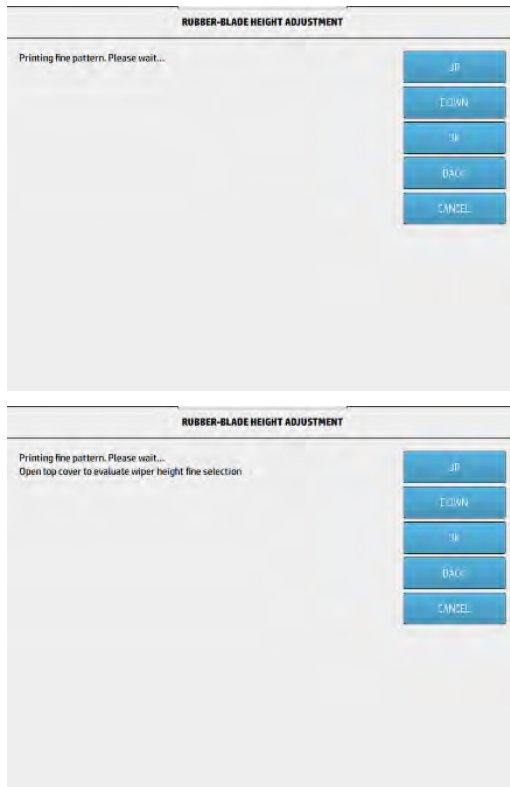 RUBBER-BLADE HEIGHT ADJUSTMENT
Printing fine pattern. Please wait...
UP
DOWN
OK
BACK
CANCEL
RUBBER-BLADE HEIGHT ADJUSTMENT
Printing fine pattern. Please wait...
Open top cover to evaluate wiper height fine selection
UP
DOWN
OK
BACK
CANCEL